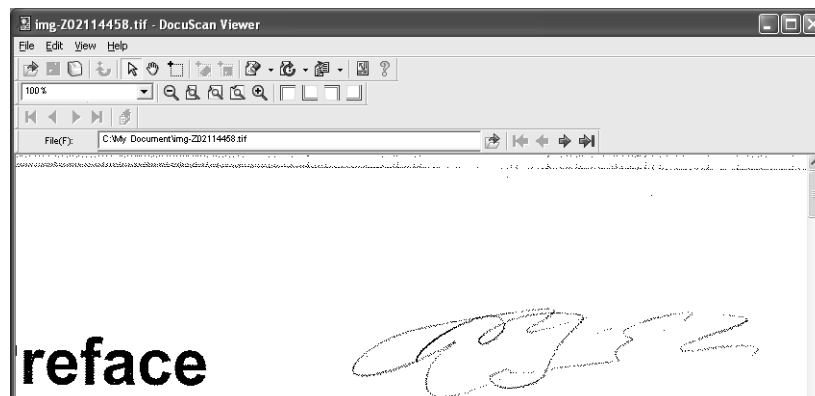 img-Z02114458.tif - DocuScan Viewer
File Edit View Help
100%
File(F): C:\My Document\img-Z02114458.tif
reface